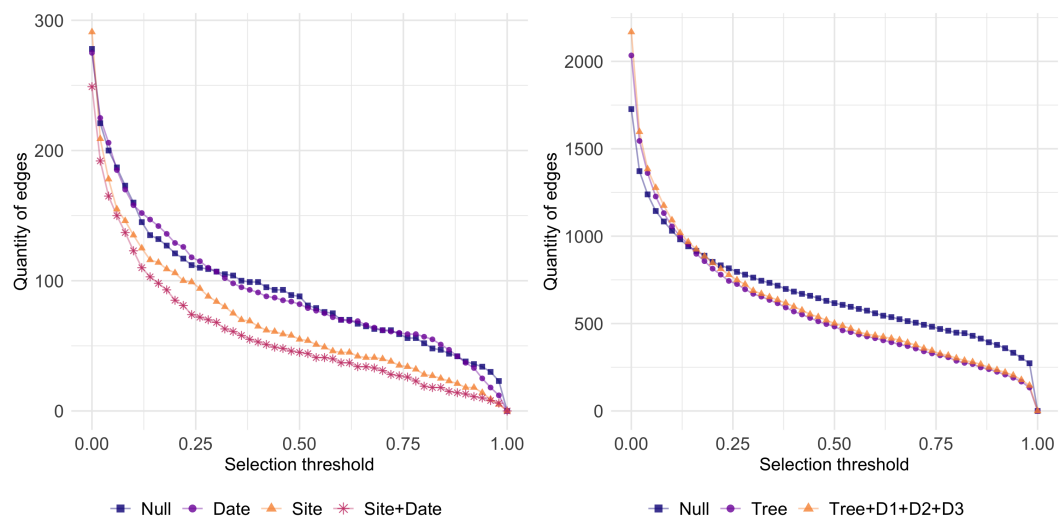 300
200
100
0
Quantity of edges
0.00 0.25 0.50 0.75 1.00
Selection threshold
Null Date Site Site+Date
2000
1500
1000
500
0
Quantity of edges
0.00 0.25 0.50 0.75 1.00
Selection threshold
Null Tree Tree+D1+D2+D3